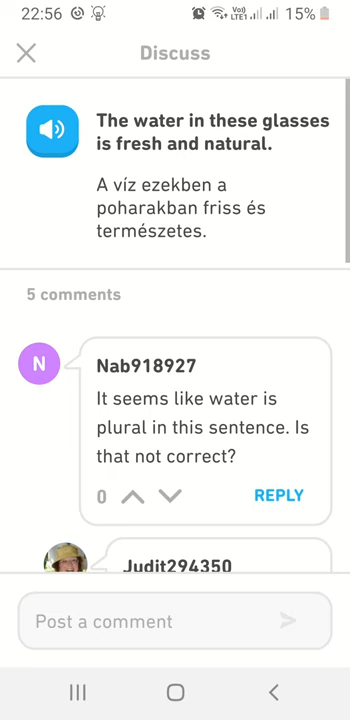 22:56
Vo))
LTE1
15%
Discuss
The water in these glasses
is fresh and natural.
A víz ezekben a
poharakban friss és
természetes.
5 comments
N
Nab918927
It seems like water is
plural in this sentence. Is
that not correct?
0
REPLY
Judit294350
Post a comment